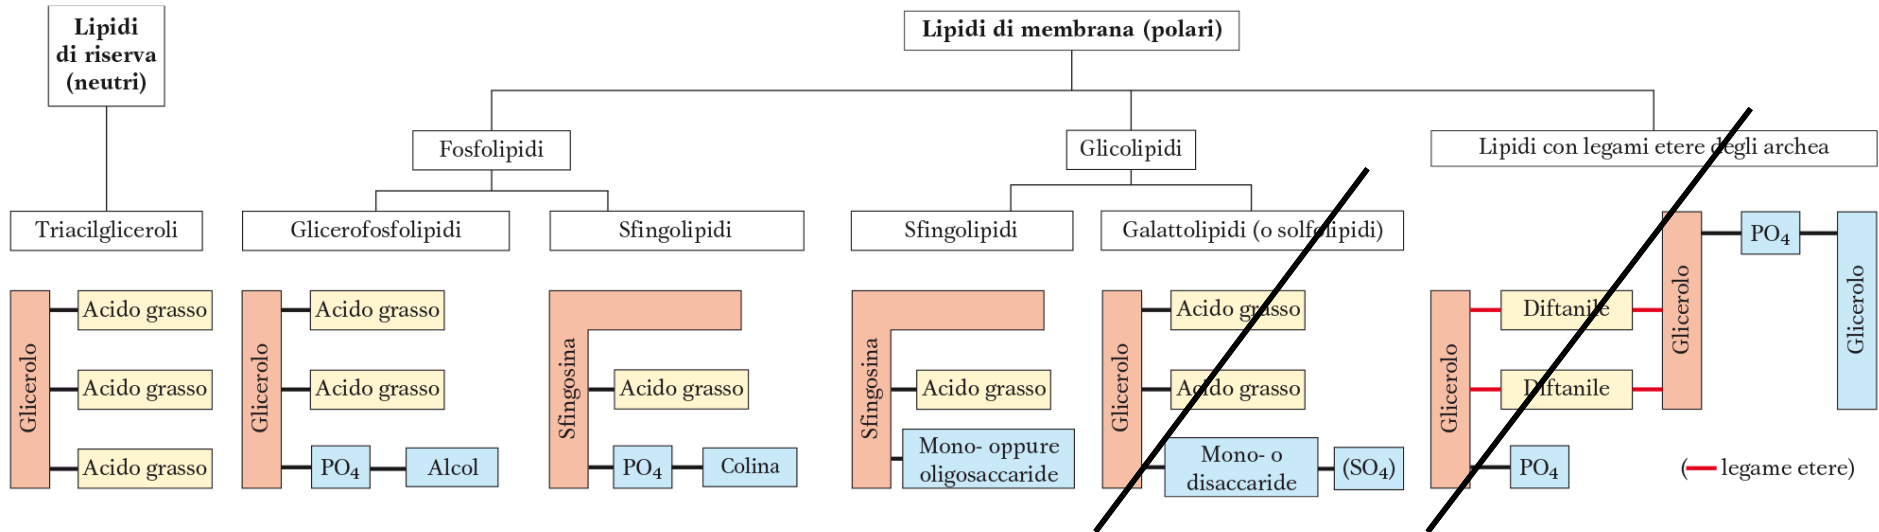 Lipidi
di riserva
(neutri)
Lipidi di membrana (polari)
Fosfolipidi
Glicolipidi
Lipidi con legami etere degli archea
Triacilgliceroli
Glicerofosfolipidi
Sfingolipidi
Sfingolipidi
Galattolipidi (o solfolipidi)
Glicerolo
Acido grasso
Acido grasso
Acido grasso
Glicerolo
Acido grasso
Acido grasso
PO4
Alcol
Sfingosina
Acido grasso
PO4
Colina
Sfingosina
Acido grasso
Mono- oppure
oligosaccaride
Glicerolo
Acido grasso
Acido grasso
Mono- o
disaccaride
(SO4)
Glicerolo
Diftanile
Diftanile
PO4
Glicerolo
PO4
Glicerolo
( legame etere)